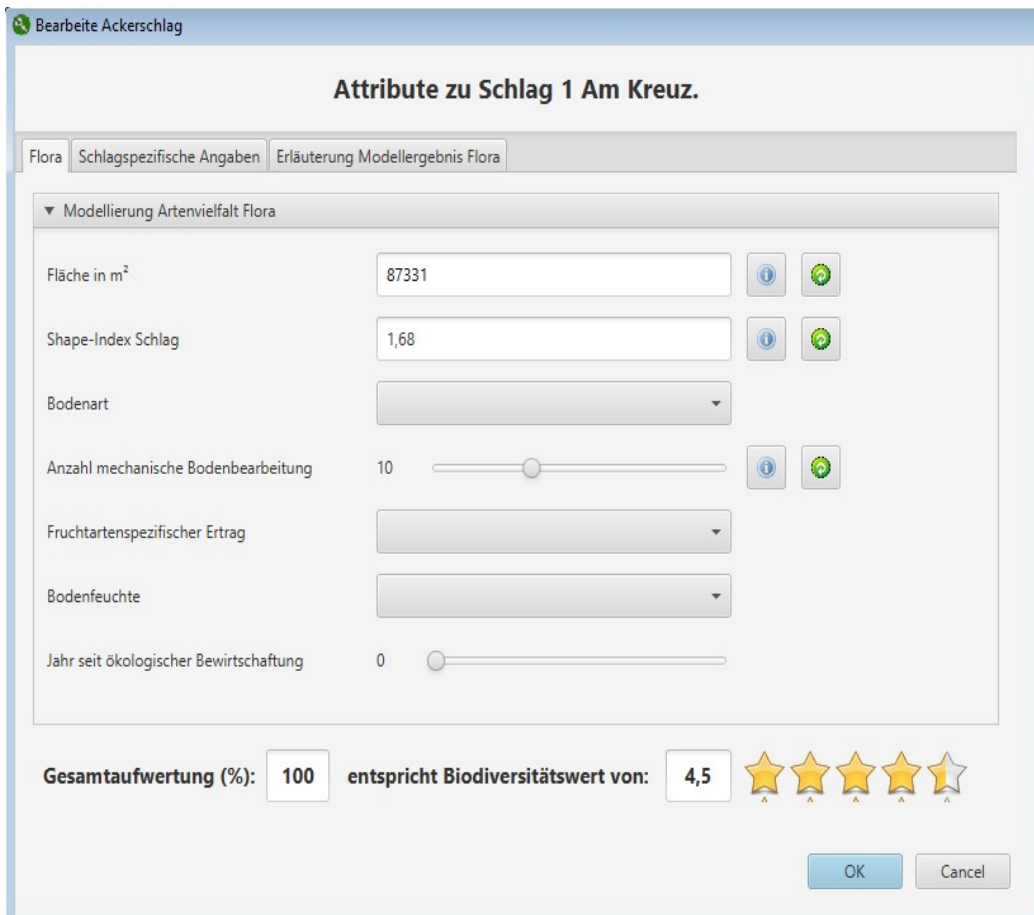 Bearbeite Ackerschlag
Attribute zu Schlag 1 Am Kreuz.
Flora Schlagspezifische Angaben Erläuterung Modellergebnis Flora
Modellierung Artenvielfalt Flora
Fläche in m² 87331
Shape-Index Schlag 1,68
Bodenart
Anzahl mechanische Bodenbearbeitung 10
Fruchtartenspezifischer Ertrag
Bodenfeuchte
Jahr seit ökologischer Bewirtschaftung 0
Gesamtaufwertung (%): 100 entspricht Biodiversitätswert von: 4,5
OK Cancel